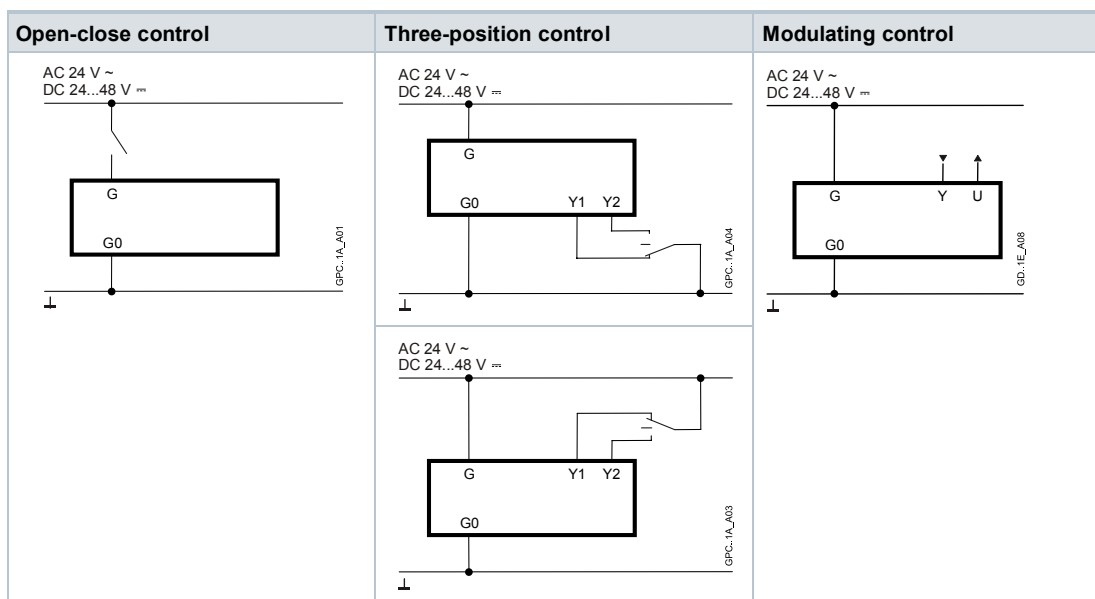 Open-close control
Three-position control
Modulating control
AC 24 V ~
DC 24...48 V ⎓
G
G0
GPC..1A_A01
AC 24 V ~
DC 24...48 V ⎓
G
G0 Y1 Y2
GPC..1A_A04
AC 24 V ~
DC 24...48 V ⎓
G Y1 Y2
G0
GPC..1A_A03
AC 24 V ~
DC 24...48 V ⎓
G Y U
G0
GD..1E_A08